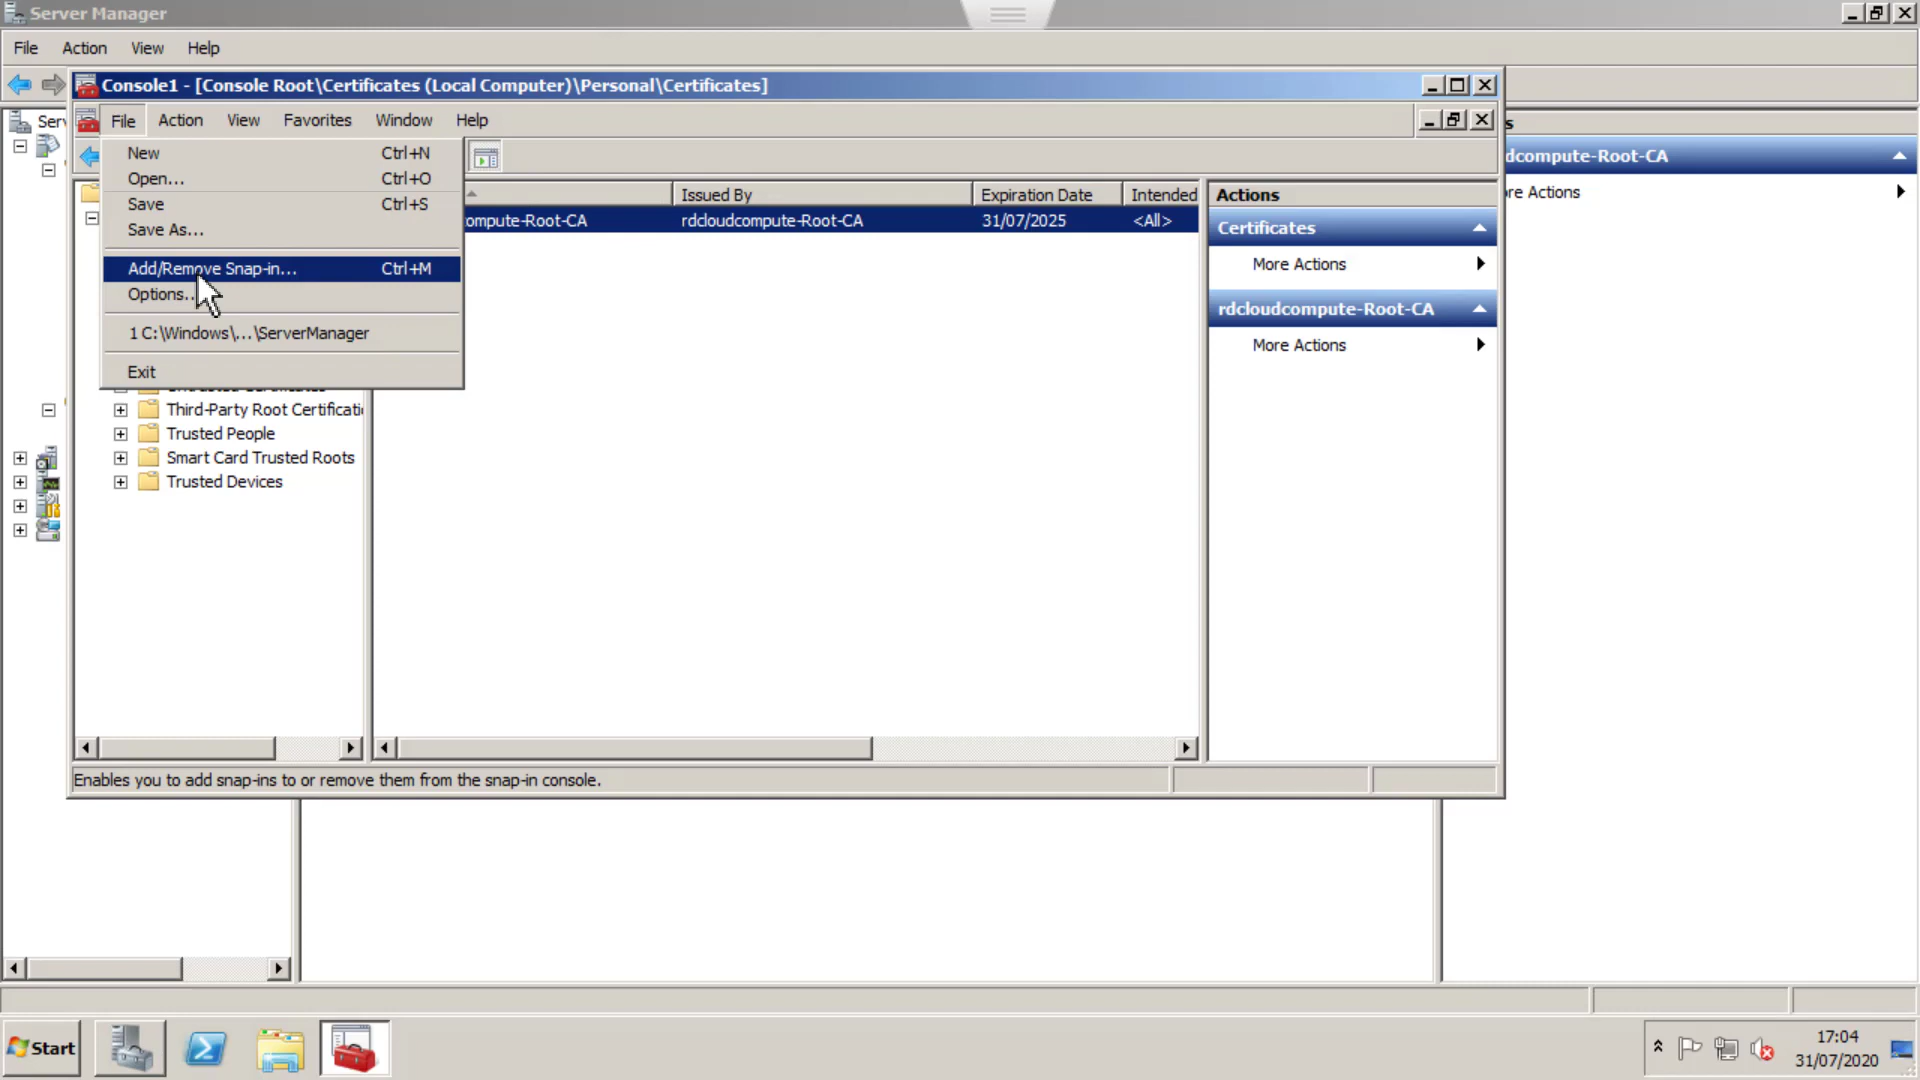 Server Manager
File Action View Help
Console1 - [Console Root\Certificates (Local Computer)\Personal\Certificates]
File Action View Favorites Window Help
New Ctrl+N
Open... Ctrl+O
Save Ctrl+S
Save As...
Add/Remove Snap-in... Ctrl+M
Options..
1 C:\Windows\...\ServerManager
Exit
Third-Party Root Certificati
Trusted People
Smart Card Trusted Roots
Trusted Devices
Issued By Expiration Date Intended
ompute-Root-CA rdcloudcompute-Root-CA 31/07/2025 <All>
Actions
Certificates
More Actions
rdcloudcompute-Root-CA
More Actions
Enables you to add snap-ins to or remove them from the snap-in console.
Ser
s
dcompute-Root-CA
re Actions
Start
17:04
31/07/2020